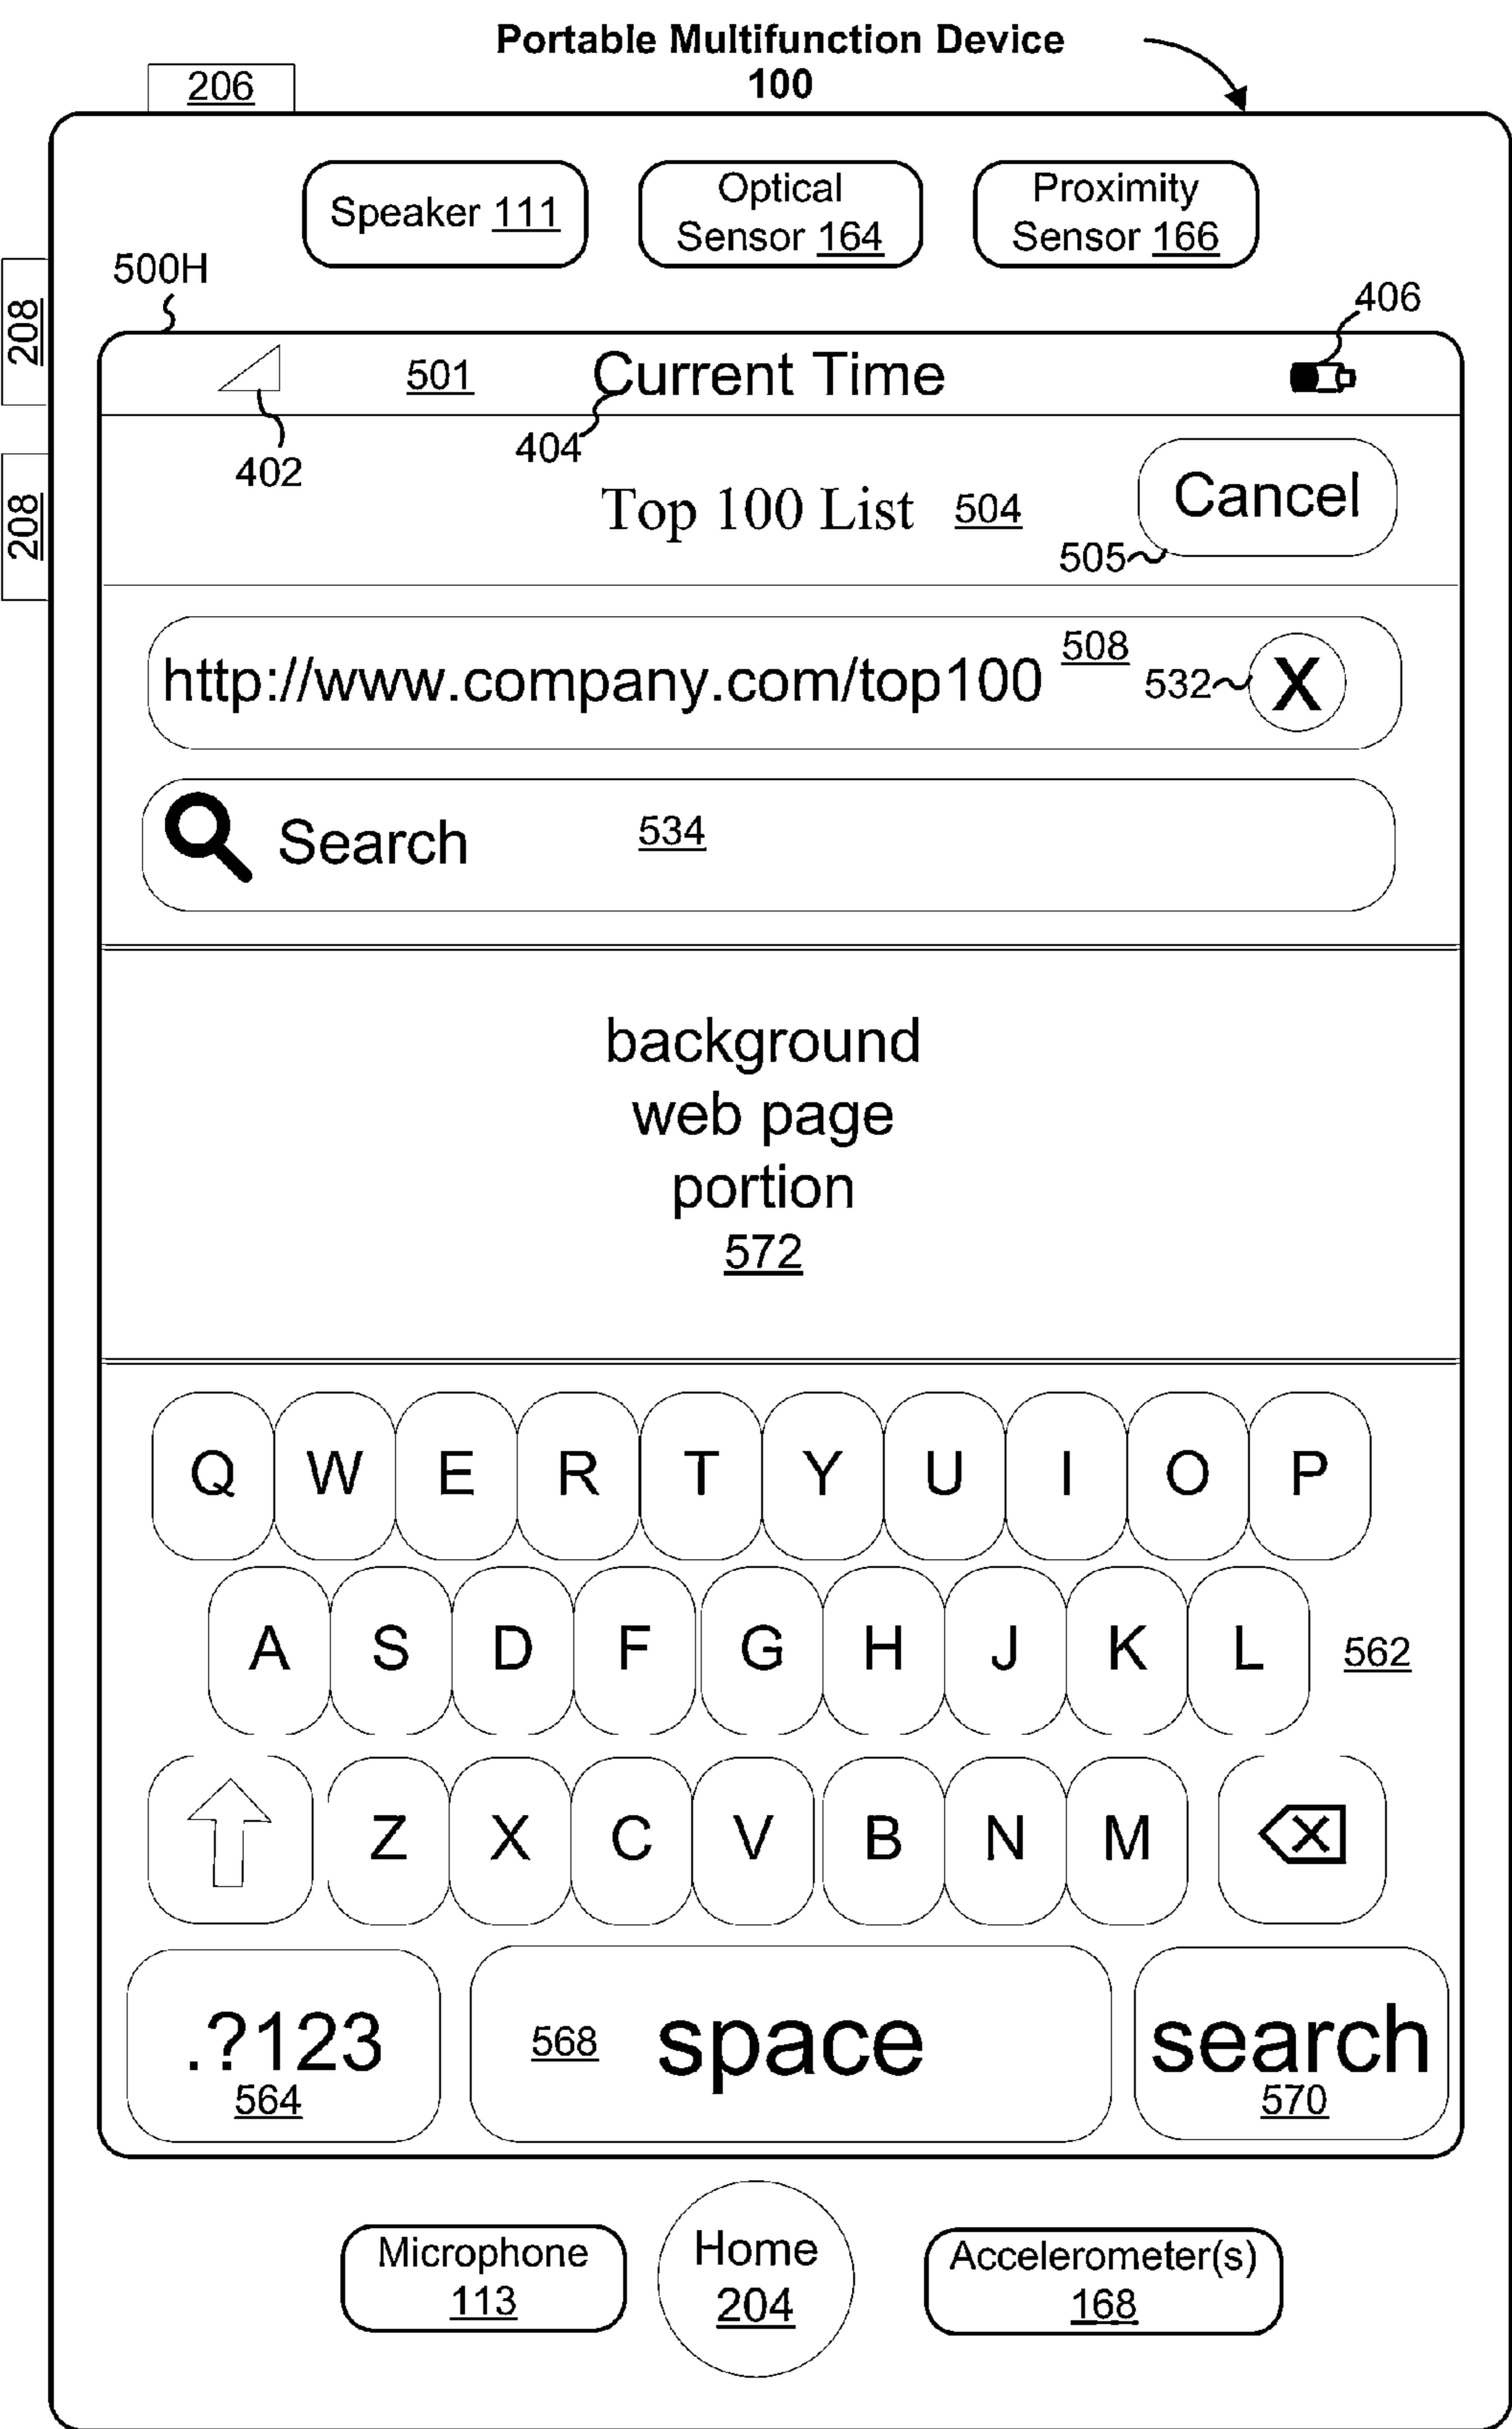 Portable Multifunction Device
100
206
Speaker 111
Optical
Sensor 164
Proximity
Sensor 166
500H
208
406
501
Current Time
404
402
208
Top 100 List 504
Cancel
505
http://www.company.com/top100
508
532
X
Search
534
background
web page
portion
572
Q W E R T Y U I O P
A S D F G H J K L
562
Z X C V B N M
.?123
564
568
space
search
570
Microphone
113
Home
204
Accelerometer(s)
168